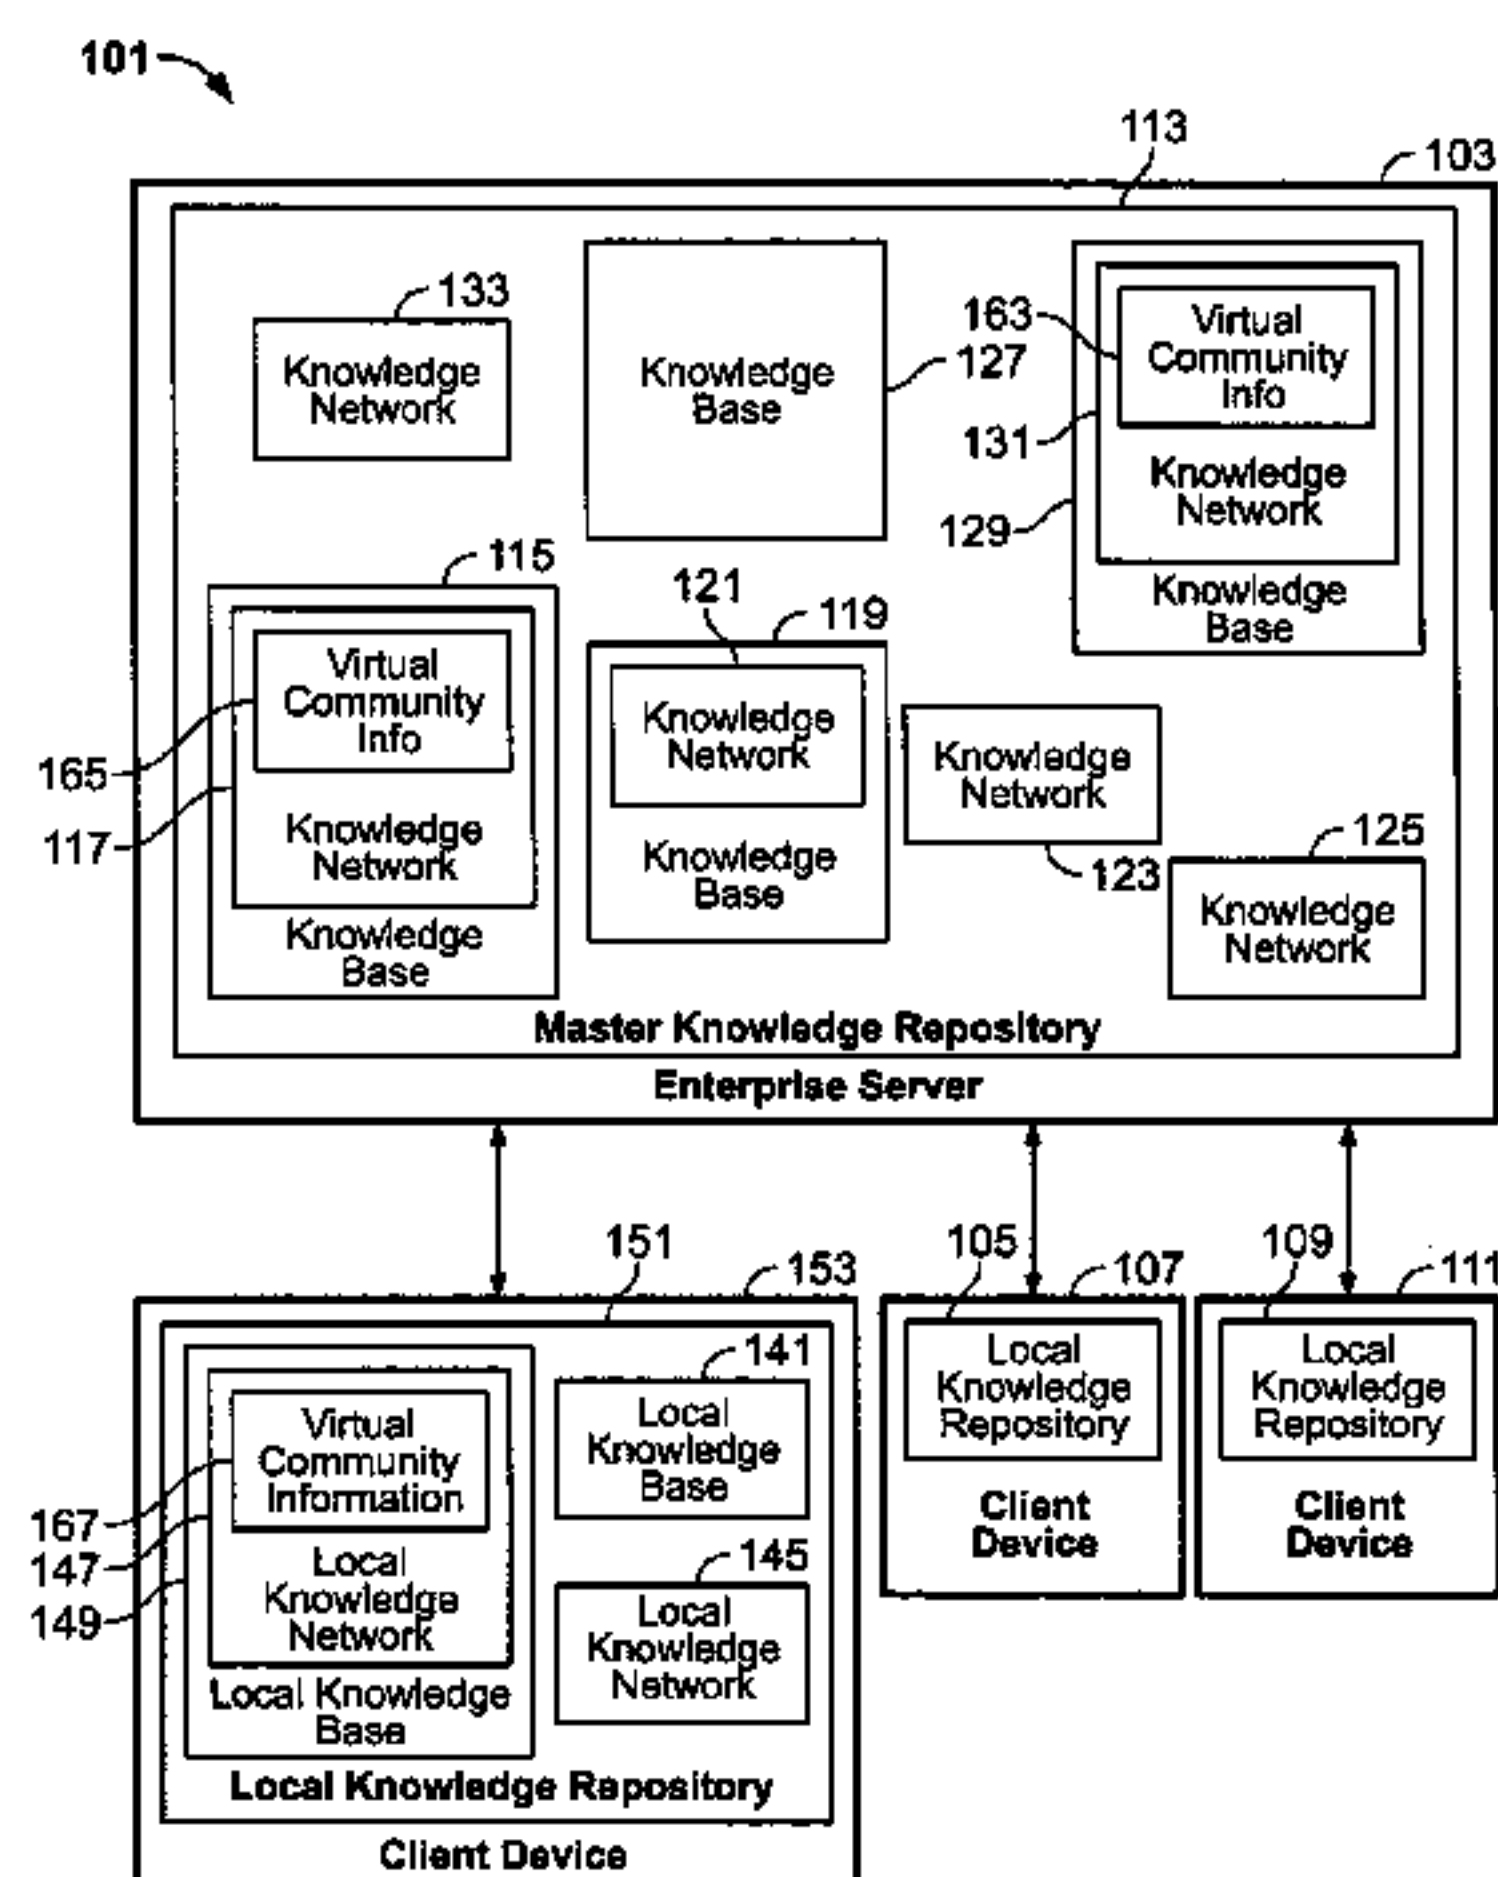 101
113
103
133
Knowledge
Network
Knowledge
Base
127
163
Virtual
Community
Info
131
Knowledge
Network
129
Knowledge
Base
115
Virtual
Community
Info
165
117
Knowledge
Network
Knowledge
Base
121
119
Knowledge
Network
Knowledge
Base
Knowledge
Network
123
125
Knowledge
Network
Master Knowledge Repository
Enterprise Server
151
153
105
107
109
111
Virtual
Community
Information
167
147
149
Local
Knowledge
Network
Local Knowledge
Base
141
Local
Knowledge
Base
145
Local
Knowledge
Network
Local Knowledge Repository
Client Device
Local
Knowledge
Repository
Client
Device
Local
Knowledge
Repository
Client
Device